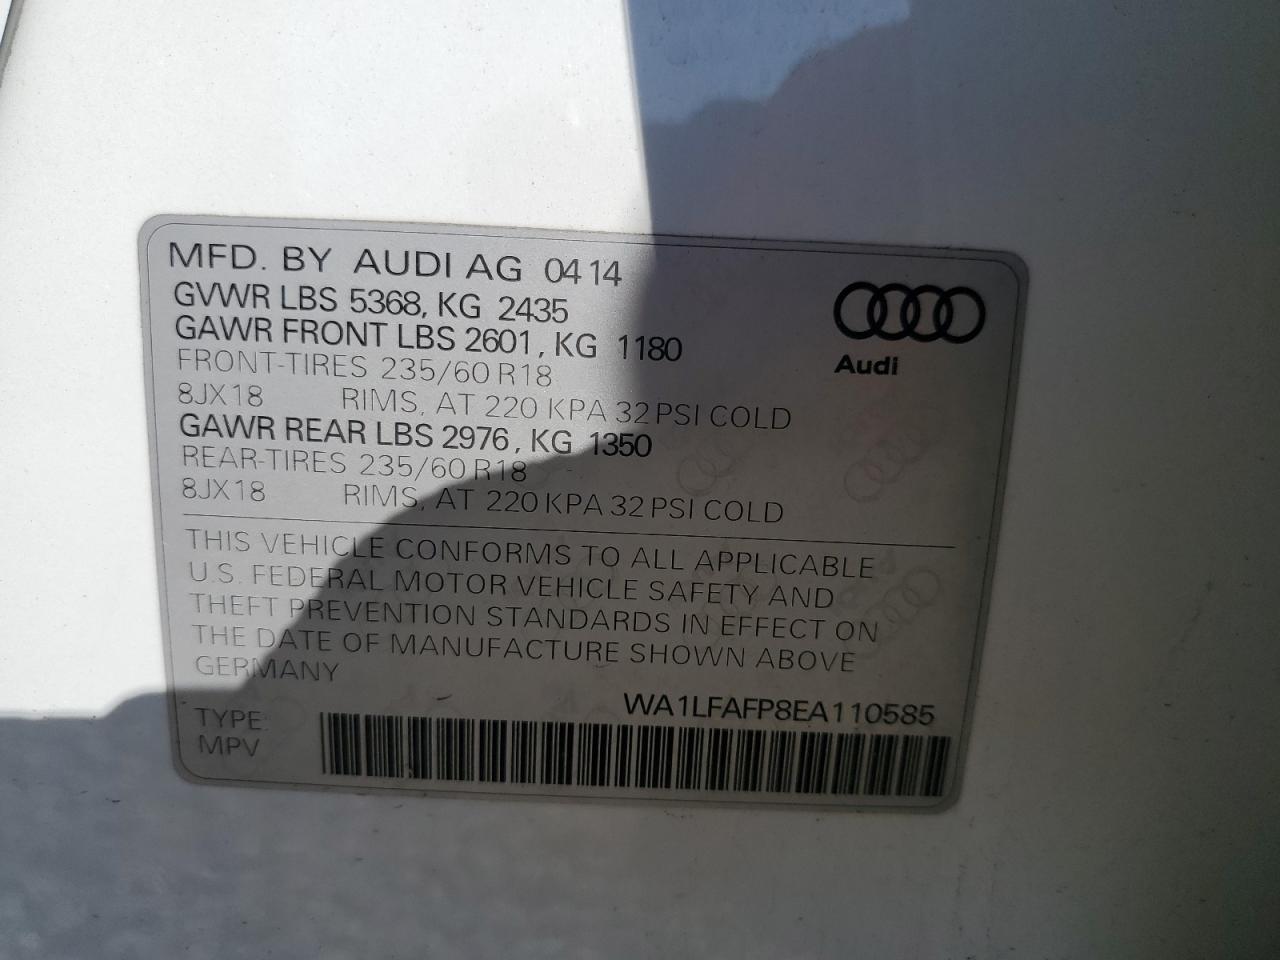 MFD. BY AUDI AG 0414
GVWR LBS 5368, KG 2435
GAWR FRONT LBS 2601, KG 1180
FRONT-TIRES 235/60 R18
8JX18 RIMS, AT 220 KPA 32 PSI COLD
GAWR REAR LBS 2976, KG 1350
REAR-TIRES 235/60 R18
8JX18 RIMS, AT 220 KPA 32 PSI COLD
Audi
THIS VEHICLE CONFORMS TO ALL APPLICABLE
U.S. FEDERAL MOTOR VEHICLE SAFETY AND
THEFT PREVENTION STANDARDS IN EFFECT ON
THE DATE OF MANUFACTURE SHOWN ABOVE
GERMANY
WA1LFAFP8EA110585
TYPE:
MPV